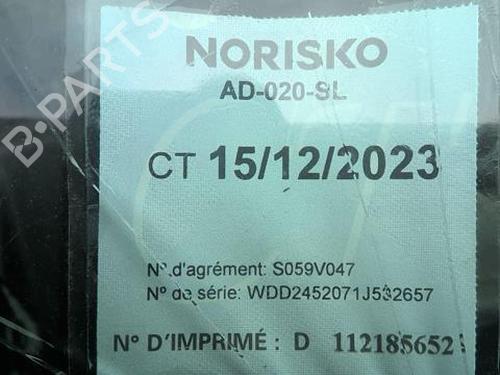 NORISKO
AD-020-SL
CT 15/12/2023
N°.d'agrément: S059V047
N° de série: WDD2452071J532657
N° D'IMPRIMÉ : D 112185652
B-PARTS